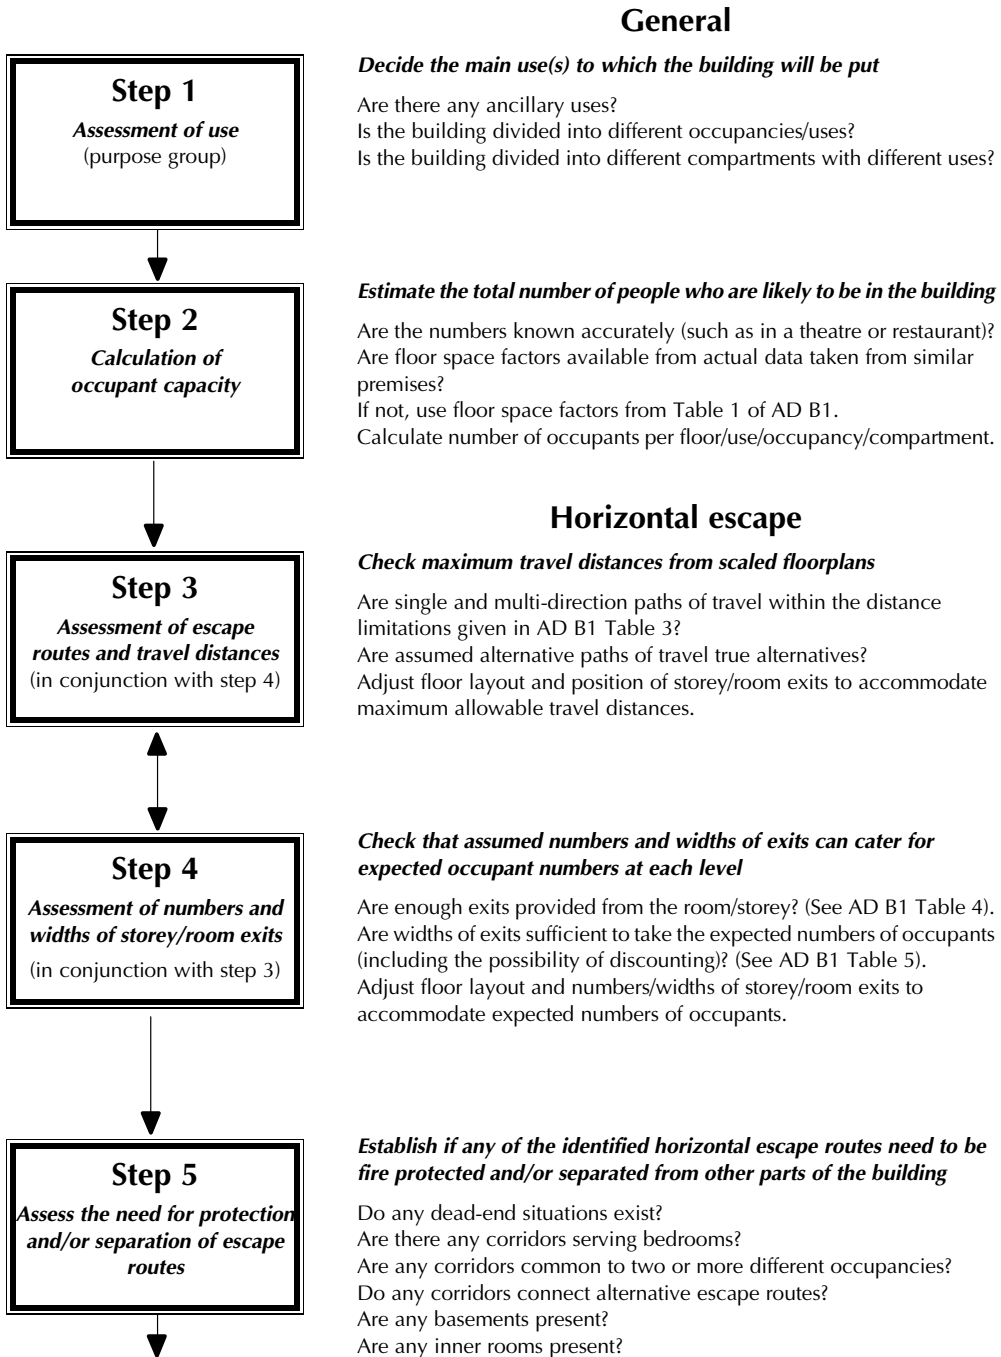 General
Step 1
Assessment of use
(purpose group)
Decide the main use(s) to which the building will be put
Are there any ancillary uses?
Is the building divided into different occupancies/uses?
Is the building divided into different compartments with different uses?
Step 2
Calculation of
occupant capacity
Estimate the total number of people who are likely to be in the building
Are the numbers known accurately (such as in a theatre or restaurant)?
Are floor space factors available from actual data taken from similar
premises?
If not, use floor space factors from Table 1 of AD B1.
Calculate number of occupants per floor/use/occupancy/compartment.
Horizontal escape
Step 3
Assessment of escape
routes and travel distances
(in conjunction with step 4)
Check maximum travel distances from scaled floorplans
Are single and multi-direction paths of travel within the distance
limitations given in AD B1 Table 3?
Are assumed alternative paths of travel true alternatives?
Adjust floor layout and position of storey/room exits to accommodate
maximum allowable travel distances.
Step 4
Assessment of numbers and
widths of storey/room exits
(in conjunction with step 3)
Check that assumed numbers and widths of exits can cater for
expected occupant numbers at each level
Are enough exits provided from the room/storey? (See AD B1 Table 4).
Are widths of exits sufficient to take the expected numbers of occupants
(including the possibility of discounting)? (See AD B1 Table 5).
Adjust floor layout and numbers/widths of storey/room exits to
accommodate expected numbers of occupants.
Step 5
Assess the need for protection
and/or separation of escape
routes
Establish if any of the identified horizontal escape routes need to be
fire protected and/or separated from other parts of the building
Do any dead-end situations exist?
Are there any corridors serving bedrooms?
Are any corridors common to two or more different occupancies?
Do any corridors connect alternative escape routes?
Are any basements present?
Are any inner rooms present?